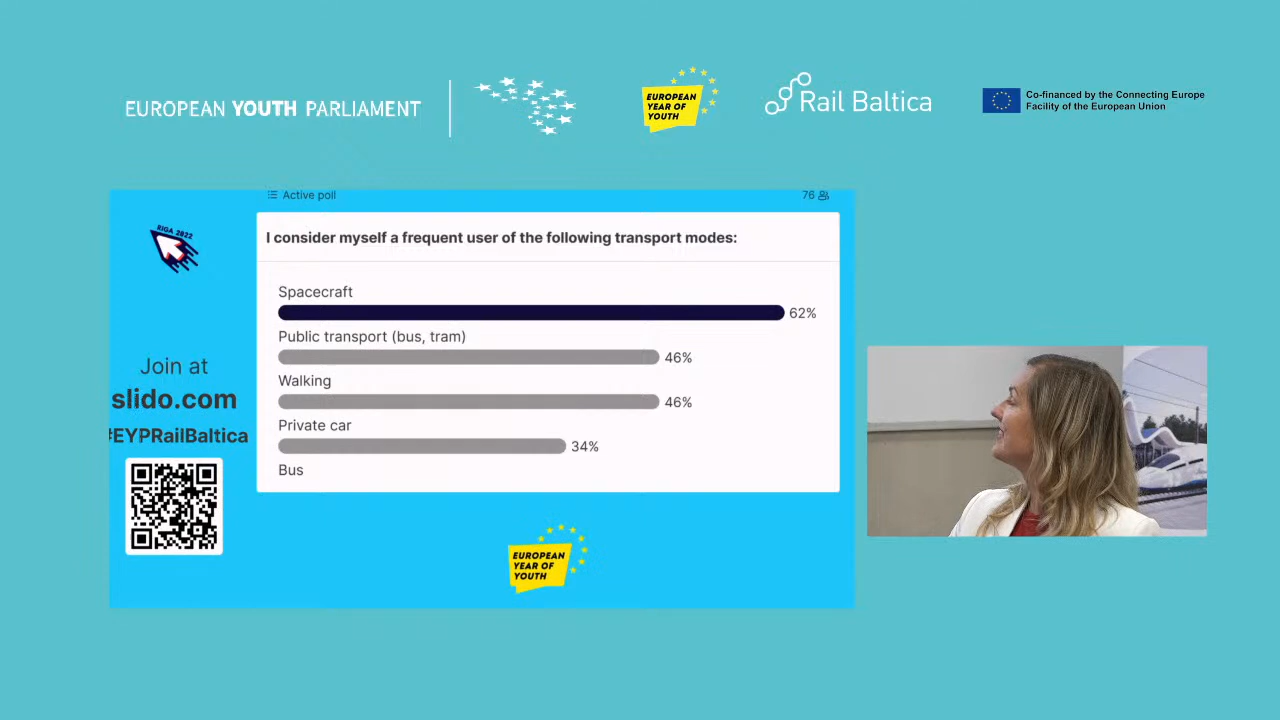 EUROPEAN YOUTH PARLIAMENT
EUROPEAN
YEAR OF
YOUTH
Rail Baltica
Co-financed by the Connecting Europe
Facility of the European Union
Active poll
76
RIGA 2022
I consider myself a frequent user of the following transport modes:
Spacecraft
62%
Public transport (bus, tram)
46%
Walking
46%
Private car
34%
Bus
Join at
slido.com
#EYPRailBaltica
EUROPEAN
YEAR OF
YOUTH